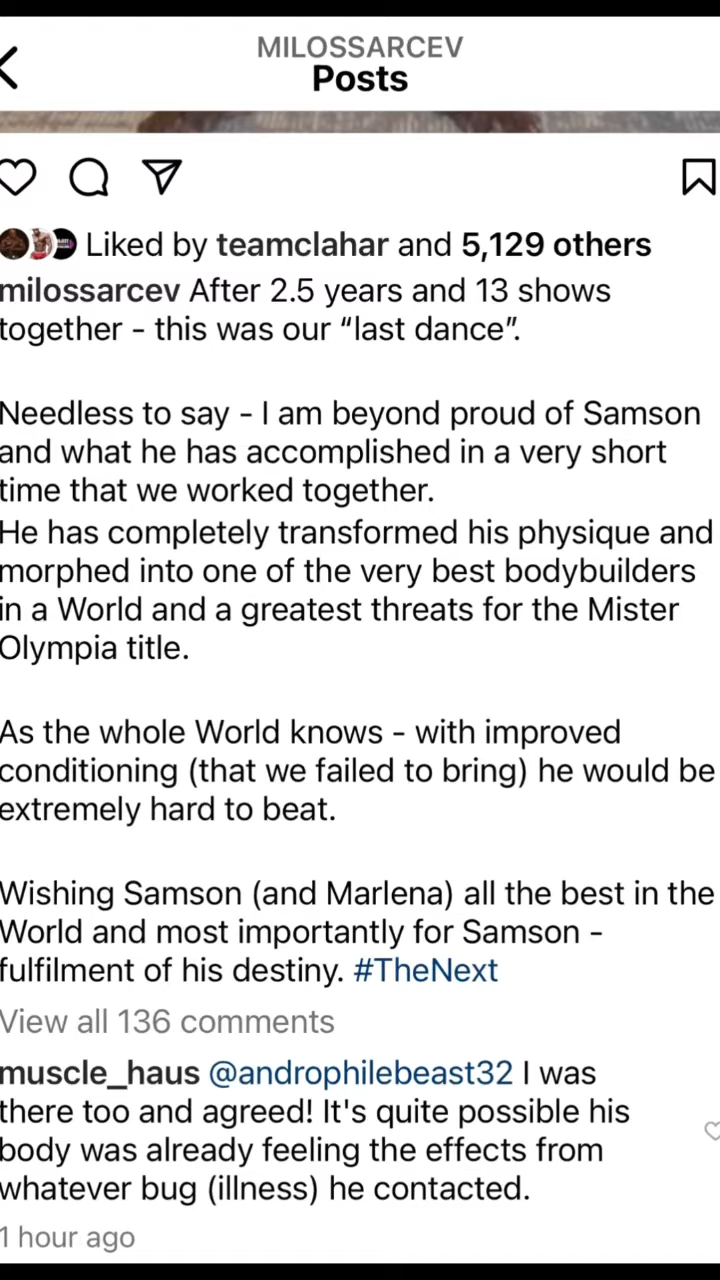 MILOSSARCEV
Posts
Liked by teamclahar and 5,129 others
milossarcev After 2.5 years and 13 shows
together - this was our “last dance”.
Needless to say - I am beyond proud of Samson
and what he has accomplished in a very short
time that we worked together.
He has completely transformed his physique and
morphed into one of the very best bodybuilders
in a World and a greatest threats for the Mister
Olympia title.
As the whole World knows - with improved
conditioning (that we failed to bring) he would be
extremely hard to beat.
Wishing Samson (and Marlena) all the best in the
World and most importantly for Samson -
fulfilment of his destiny. #TheNext
View all 136 comments
muscle_haus @androphilebeast32 I was
there too and agreed! It's quite possible his
body was already feeling the effects from
whatever bug (illness) he contacted.
1 hour ago